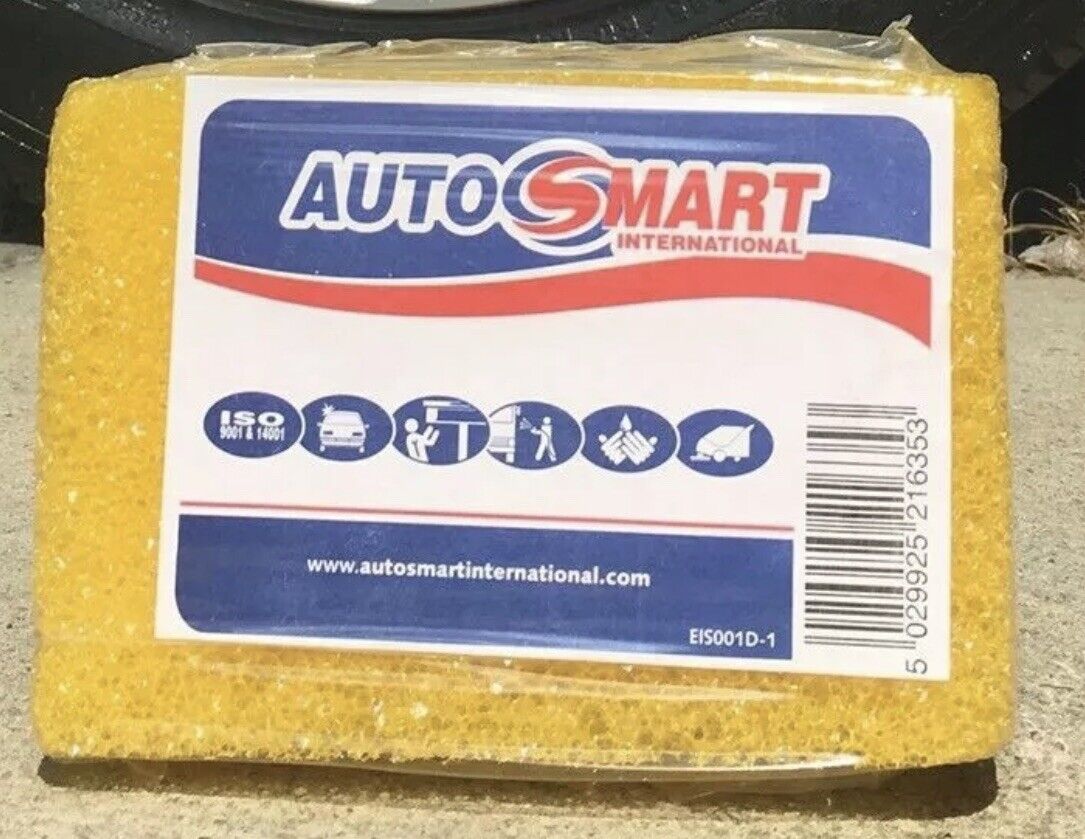 AUTOSMART
INTERNATIONAL
ISO
9001 & 14001
www.autosmartinternational.com
EIS001D-1
5 029925 216353